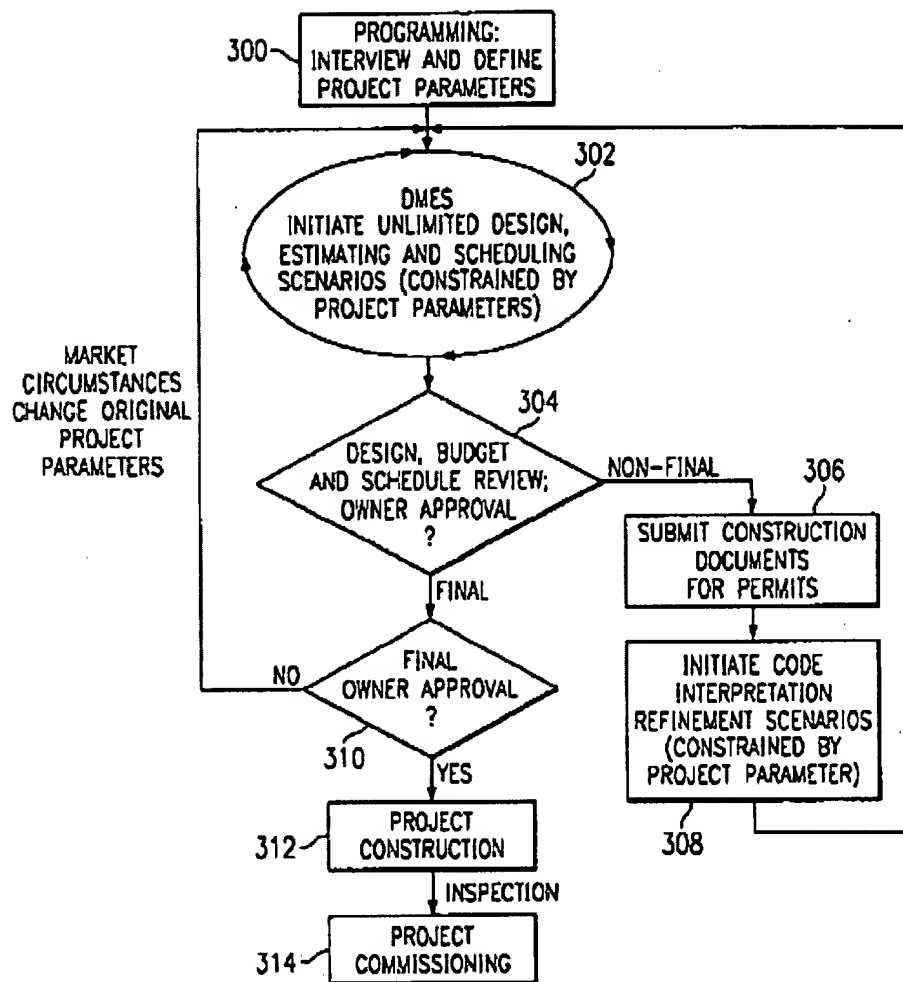 PROGRAMMING:
INTERVIEW AND DEFINE
PROJECT PARAMETERS
300
302
DMES
INITIATE UNLIMITED DESIGN,
ESTIMATING AND SCHEDULING
SCENARIOS (CONSTRAINED BY
PROJECT PARAMETERS)
MARKET
CIRCUMSTANCES
CHANGE ORIGINAL
PROJECT
PARAMETERS
304
DESIGN, BUDGET
AND SCHEDULE REVIEW;
OWNER APPROVAL
?
NON-FINAL
306
SUBMIT CONSTRUCTION
DOCUMENTS
FOR PERMITS
FINAL
FINAL
OWNER APPROVAL
?
NO
310
YES
INITIATE CODE
INTERPRETATION
REFINEMENT SCENARIOS
(CONSTRAINED BY
PROJECT PARAMETER)
308
312
PROJECT
CONSTRUCTION
INSPECTION
314
PROJECT
COMMISSIONING